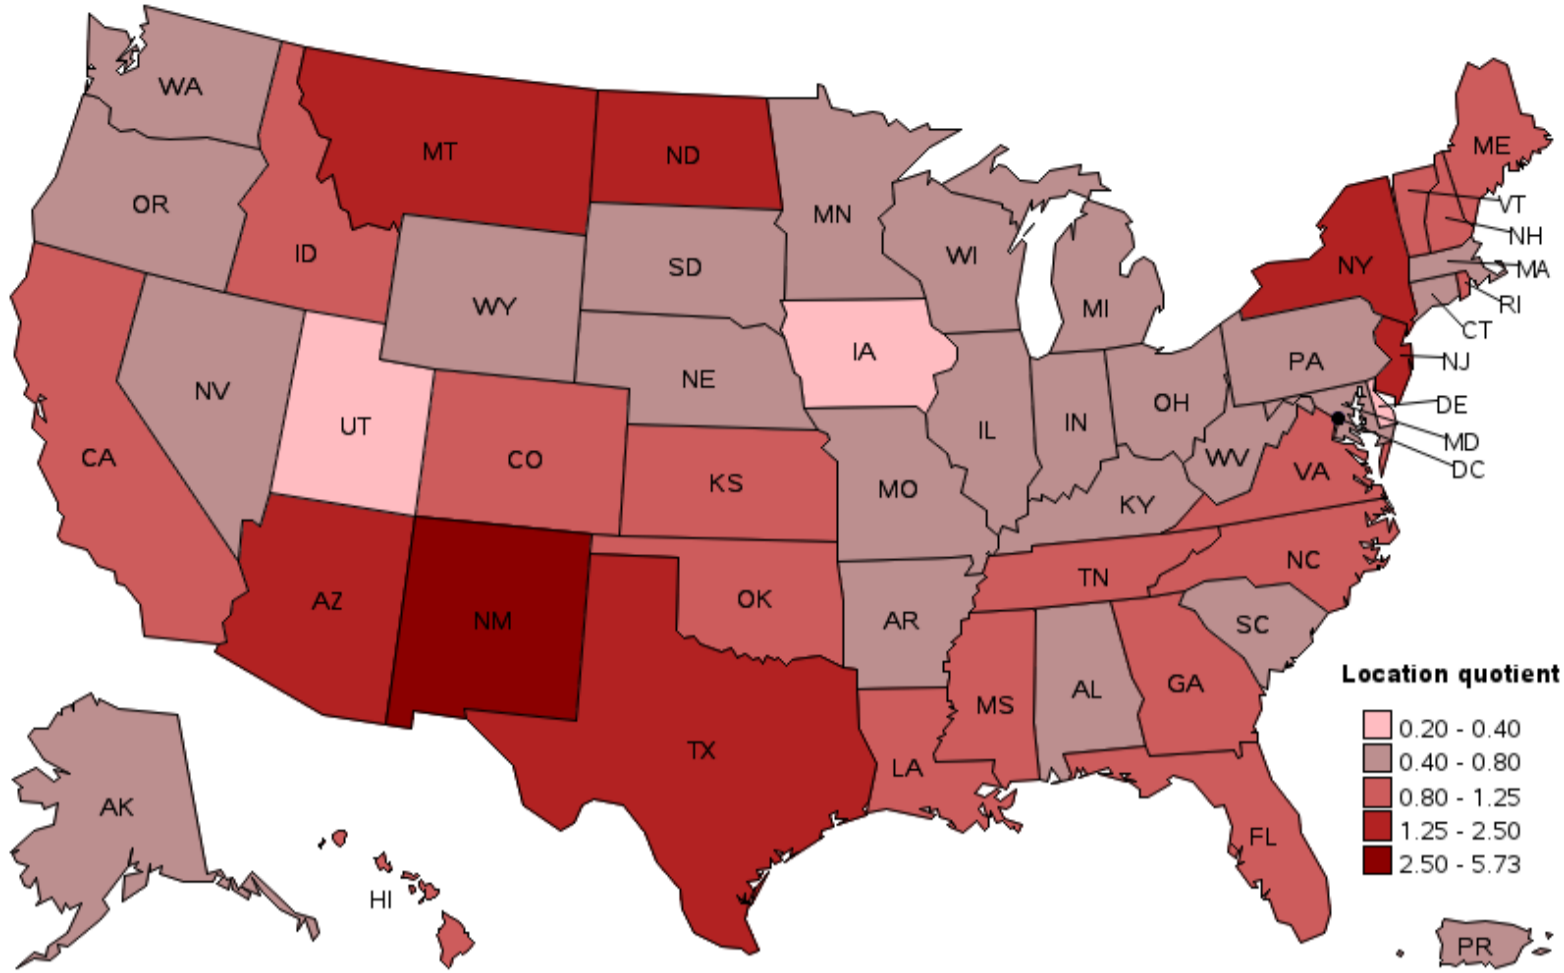 WA
MT
ND
MN
ME
OR
ID
SD
WI
MI
NY
VT
NH
MA
RI
CT
WY
IA
NE
NV
UT
CO
CA
KS
MO
IL
IN
OH
PA
NJ
DE
MD
DC
WV
VA
KY
AZ
NM
OK
AR
TN
NC
SC
MS
AL
GA
TX
LA
FL
AK
HI
PR
Location quotient
0.20 - 0.40
0.40 - 0.80
0.80 - 1.25
1.25 - 2.50
2.50 - 5.73